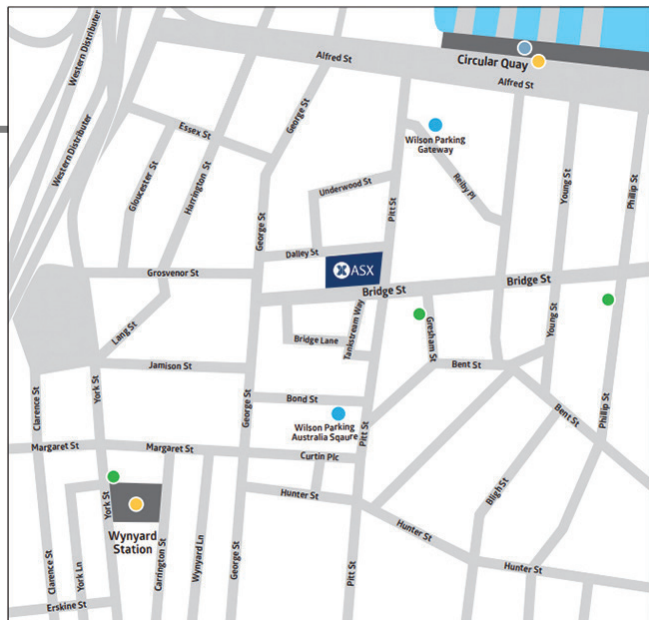 Western Distributer
Alfred St
Circular Quay
Alfred St
George St
Western Distributer
Essex St
Wilson Parking
Gateway
Gloucester St
Harrington St
Underwood St
Reiby Pl
Pitt St
Young St
Phillip St
George St
Dalley St
ASX
Grosvenor St
Bridge St
Bridge St
Lang St
Tankstream Way
Bridge Lane
Gresham St
Young St
Jamison St
Bent St
Clarence St
York St
George St
Bond St
Bent St
Phillip St
Wilson Parking
Australia Sqaure
Pitt St
Margaret St
Margaret St
Curtin Plc
York St
Hunter St
Bligh St
Wynyard
Station
Hunter St
Clarence St
York Ln
Carrington St
Wynyard Ln
George St
Pitt St
Hunter St
Erskine St